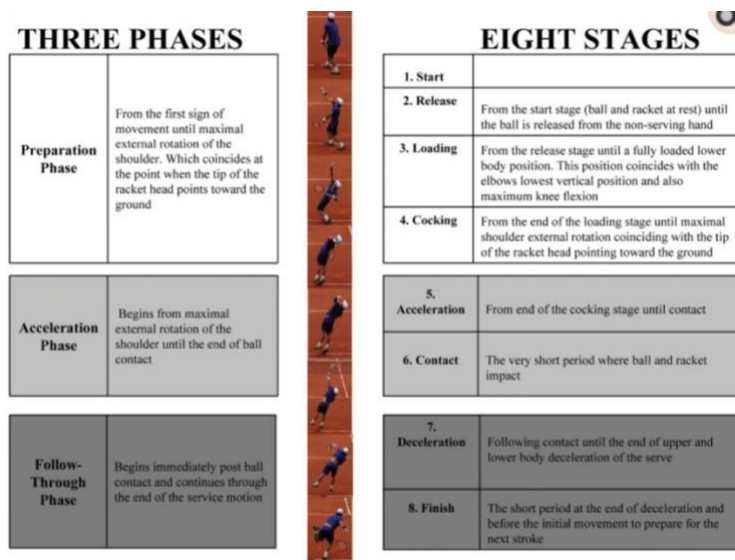 THREE PHASES
Preparation
Phase
From the first sign of
movement until maximal
external rotation of the
shoulder. Which coincides at
the point when the tip of the
racket head points toward the
ground
Acceleration
Phase
Begins from maximal
external rotation of the
shoulder until the end of ball
contact
Follow-
Through
Phase
Begins immediately post ball
contact and continues through
the end of the service motion
EIGHT STAGES
1. Start
2. Release
From the start stage (ball and racket at rest) until
the ball is released from the non-serving hand
3. Loading
From the release stage until a fully loaded lower
body position. This position coincides with the
elbows lowest vertical position and also
maximum knee flexion
4. Cocking
From the end of the loading stage until maximal
shoulder external rotation coinciding with the tip
of the racket head pointing toward the ground
5.
Acceleration
From end of the cocking stage until contact
6. Contact
The very short period where ball and racket
impact
7.
Deceleration
Following contact until the end of upper and
lower body deceleration of the serve
8. Finish
The short period at the end of deceleration and
before the initial movement to prepare for the
next stroke